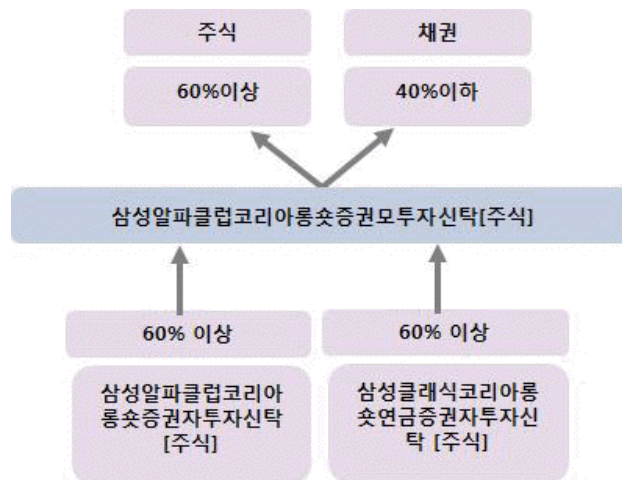 주식
채권
60%이상
40%이하
삼성알파클럽코리아롱숏증권모투자신탁[주식]
60% 이상
60% 이상
삼성알파클럽코리아
롱숏증권자투자신탁
[주식]
삼성클래식코리아롱
숏연금증권자투자신
탁 [주식]